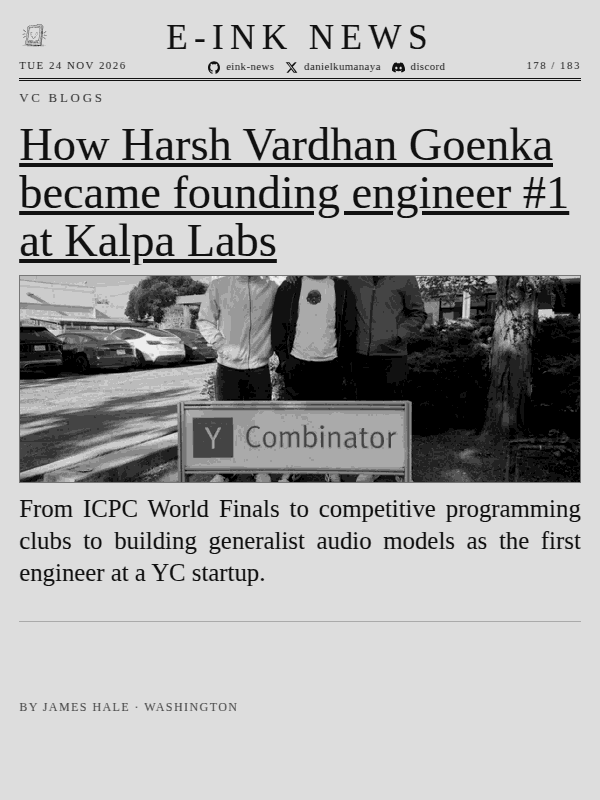 E-INK NEWS
TUE 24 NOV 2026
eink-news danielkumanaya discord
178 / 183
VC BLOGS
How Harsh Vardhan Goenka
became founding engineer #1
at Kalpa Labs
Y Combinator
From ICPC World Finals to competitive programming
clubs to building generalist audio models as the first
engineer at a YC startup.
BY JAMES HALE · WASHINGTON